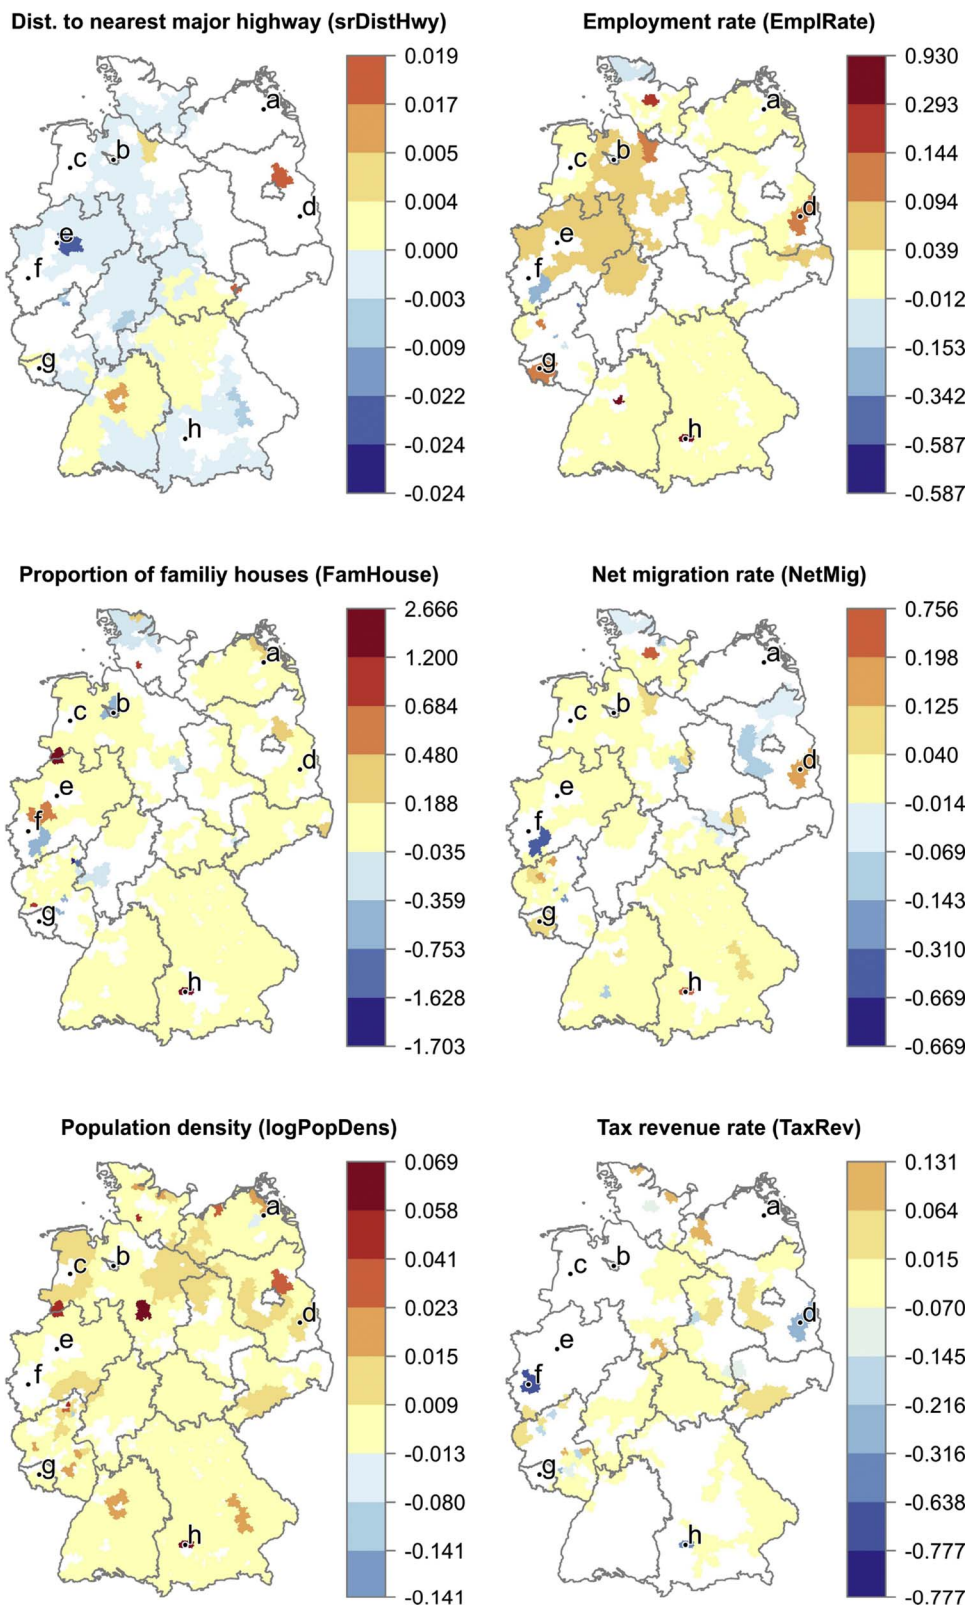 Dist. to nearest major highway (srDistHwy)
0.019
0.017
0.005
0.004
0.000
-0.003
-0.009
-0.022
-0.024
-0.024
a
b
c
d
e
f
g
h
Employment rate (EmplRate)
0.930
0.293
0.144
0.094
0.039
-0.012
-0.153
-0.342
-0.587
-0.587
a
b
c
d
e
f
g
h
Proportion of familiy houses (FamHouse)
2.666
1.200
0.684
0.480
0.188
-0.035
-0.359
-0.753
-1.628
-1.703
a
b
c
d
e
f
g
h
Net migration rate (NetMig)
0.756
0.198
0.125
0.040
-0.014
-0.069
-0.143
-0.310
-0.669
-0.669
a
b
c
d
e
f
g
h
Population density (logPopDens)
0.069
0.058
0.041
0.023
0.015
0.009
-0.013
-0.080
-0.141
-0.141
a
b
c
d
e
f
g
h
Tax revenue rate (TaxRev)
0.131
0.064
0.015
-0.070
-0.145
-0.216
-0.316
-0.638
-0.777
-0.777
a
b
c
d
e
f
g
h